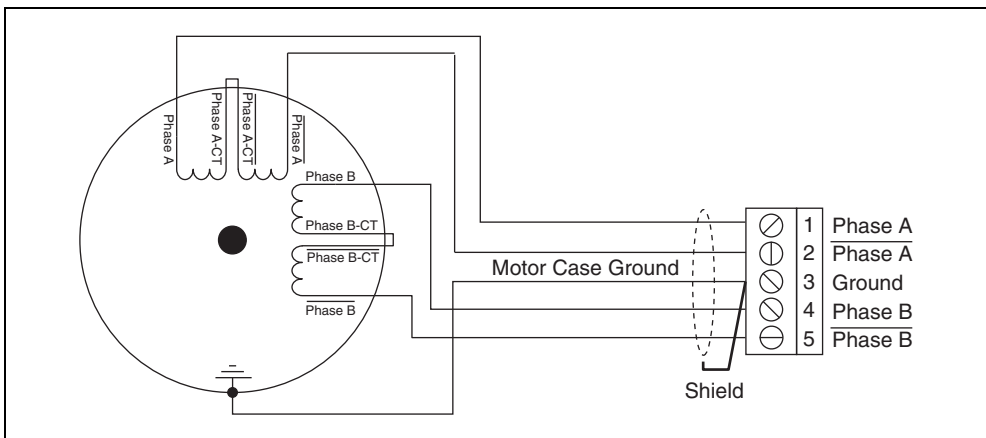 Phase A
Phase A-CT
Phase A-CT
Phase A
Phase B
Phase B-CT
Phase B-CT
Phase B
Motor Case Ground
Shield
1 Phase A
2 Phase A
3 Ground
4 Phase B
5 Phase B